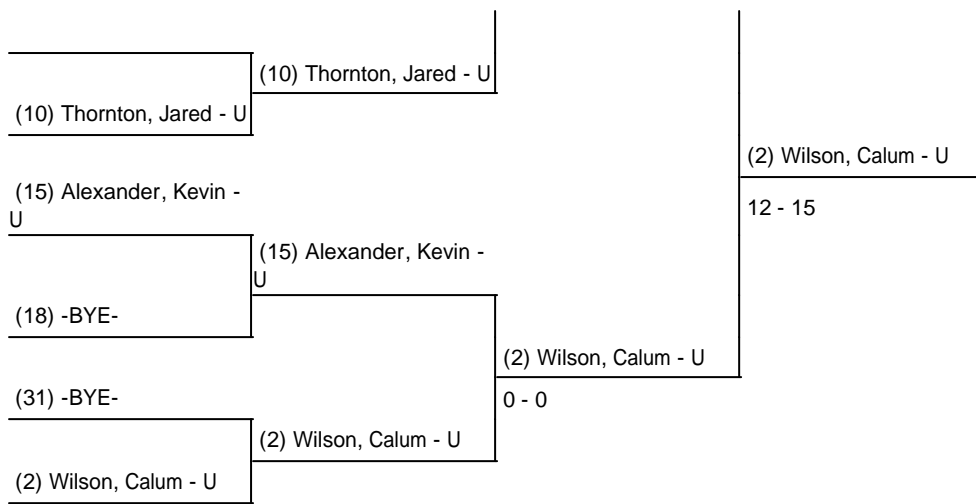 (10) Thornton, Jared - U
(10) Thornton, Jared - U
(2) Wilson, Calum - U
12 - 15
(15) Alexander, Kevin -
U
(15) Alexander, Kevin -
U
(18) -BYE-
(2) Wilson, Calum - U
0 - 0
(31) -BYE-
(2) Wilson, Calum - U
(2) Wilson, Calum - U